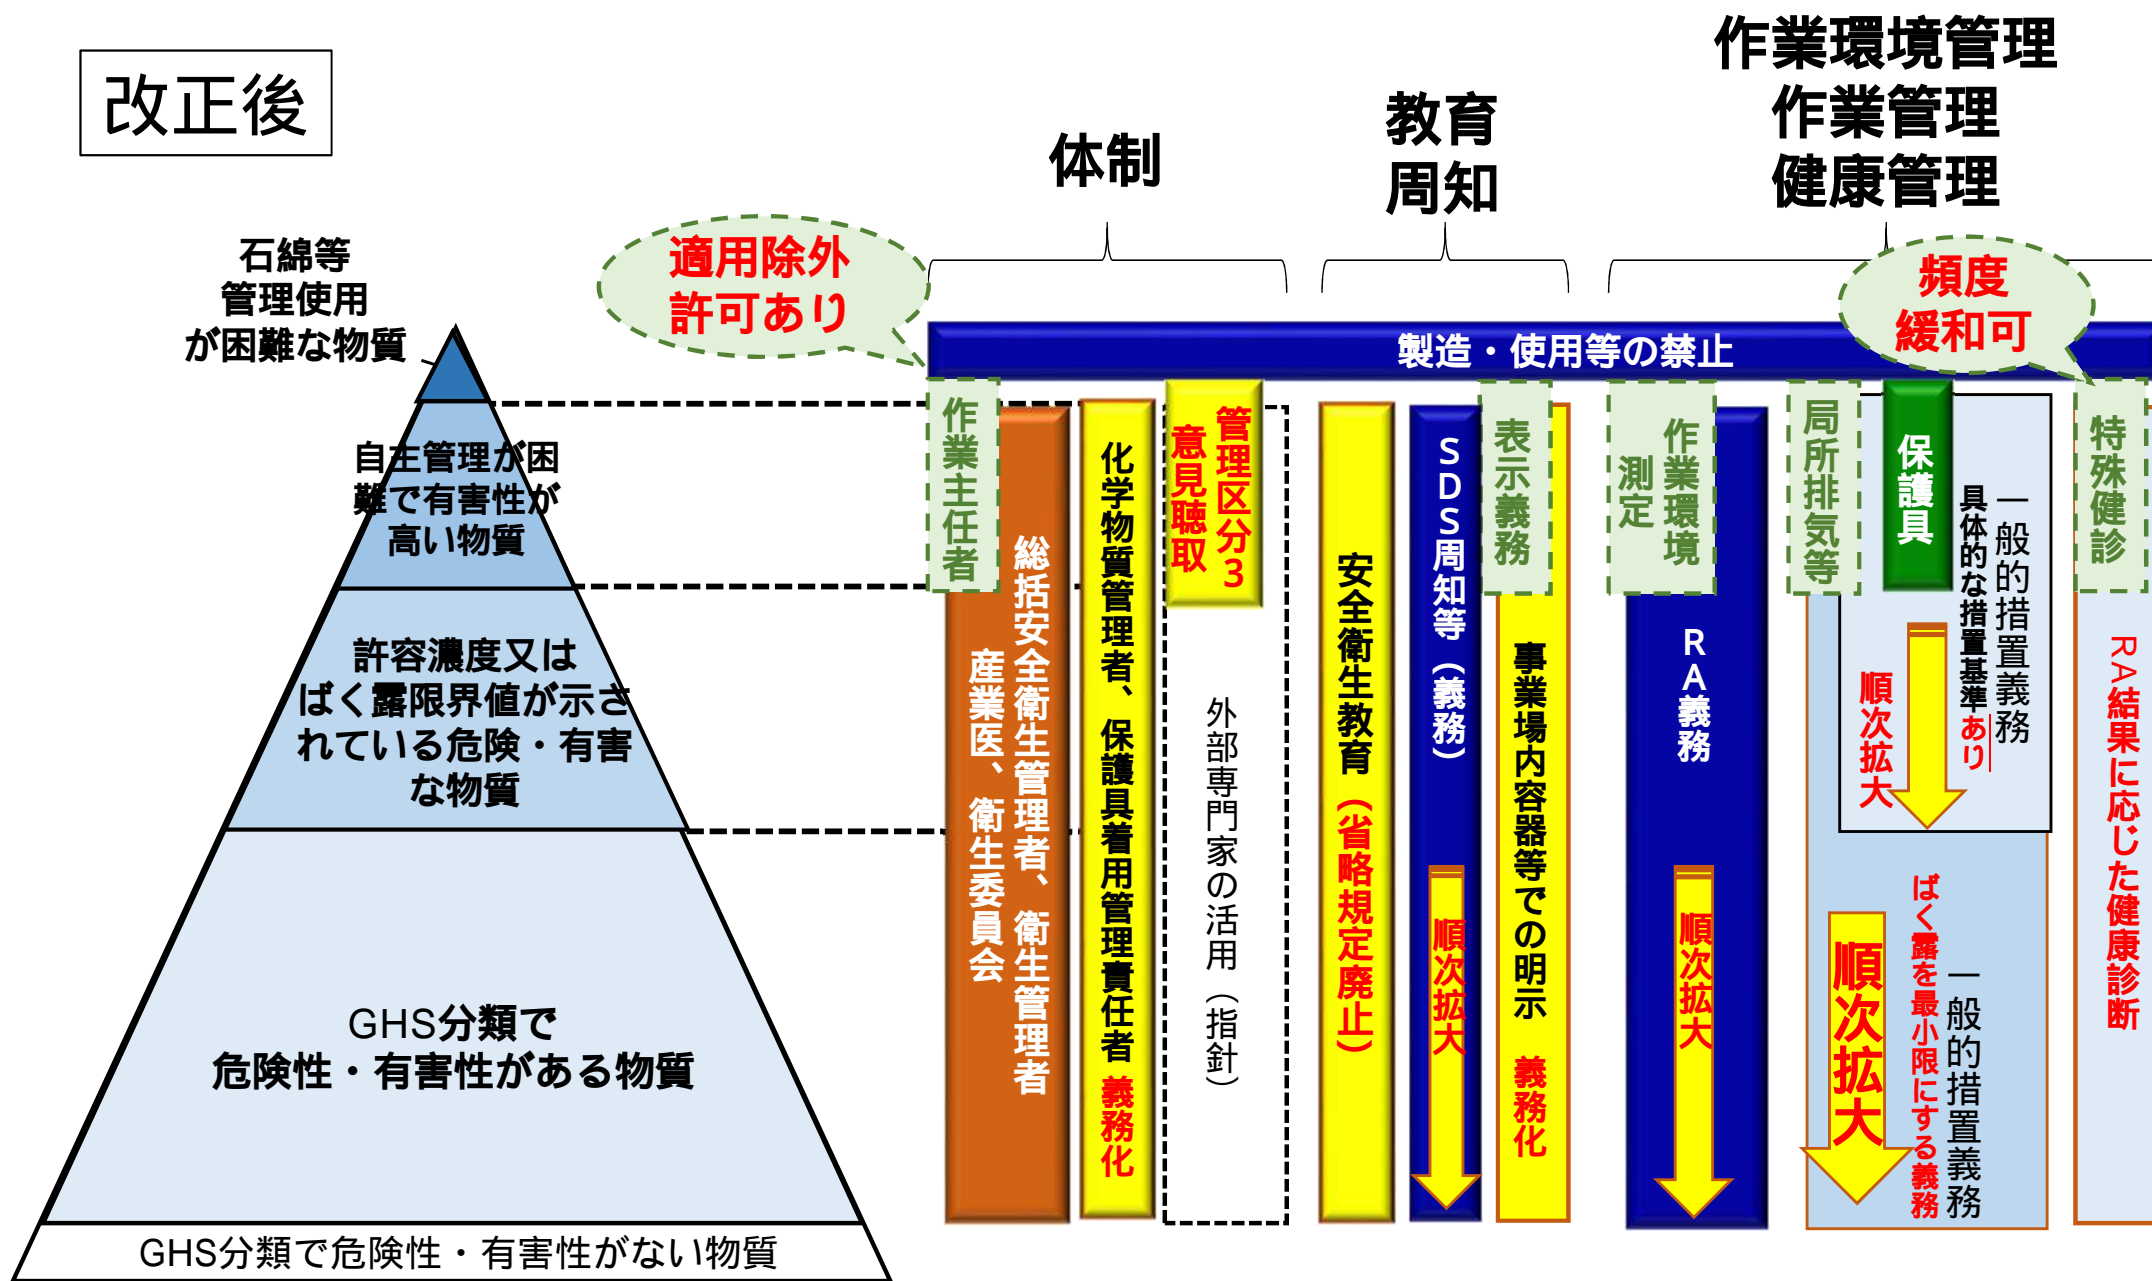 改正後
体制
教育
周知
作業環境管理
作業管理
健康管理
石綿等
管理使用
が困難な物質
自主管理が困
難で有害性が
高い物質
許容濃度又は
ばく露限界値が示さ
れている危険・有害
な物質
GHS分類で
危険性・有害性がある物質
GHS分類で危険性・有害性がない物質
適用除外
許可あり
頻度
緩和可
製造・使用等の禁止
作業主任者
総括安全衛生管理者、衛生管理者
産業医、衛生委員会
化学物質管理者、保護具着用管理責任者 義務化
管理区分3
意見聴取
外部専門家の活用（指針）
安全衛生教育（省略規定廃止）
SDS周知等（義務）
順次拡大
表示義務
事業場内容器等での明示 義務化
作業環境
測定
RA義務
順次拡大
局所排気等
保護具
一般的措置義務
具体的な措置基準あり
順次拡大
一般的措置義務
ばく露を最小限にする義務
順次拡大
特殊健診
RA結果に応じた健康診断